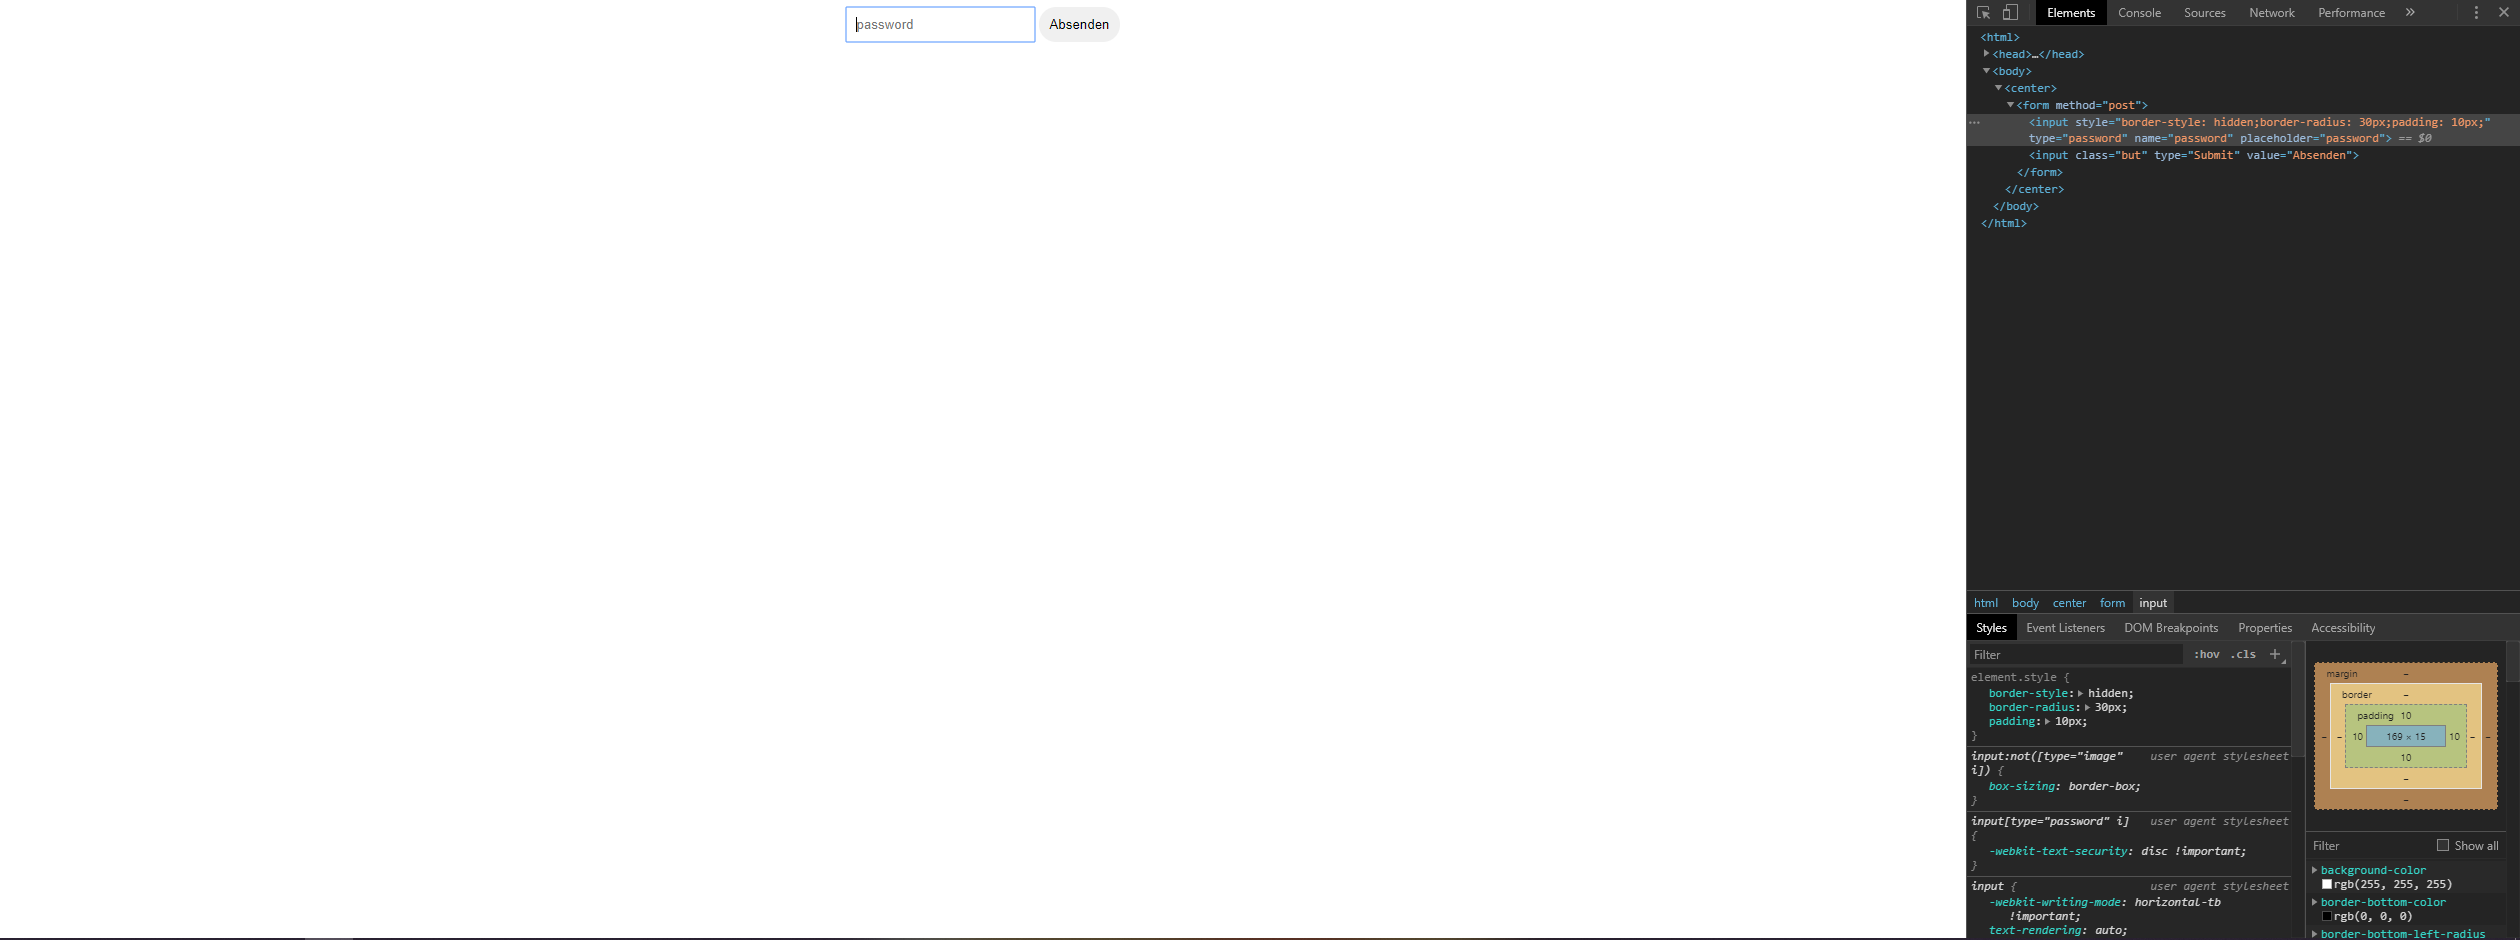 password Absenden
Elements Console Sources Network Performance »
<html>
<head>…</head>
<body>
<center>
<form method="post">
<input style="border-style: hidden;border-radius: 30px;padding: 10px;"
type="password" name="password" placeholder="password"> == $0
<input class="but" type="Submit" value="Absenden">
</form>
</center>
</body>
</html>
html body center form input
Styles Event Listeners DOM Breakpoints Properties Accessibility
Filter :hov .cls +
element.style {
border-style: hidden;
border-radius: 30px;
padding: 10px;
}
input:not([type="image" user agent stylesheet
i]) {
box-sizing: border-box;
}
input[type="password" i] user agent stylesheet
{
-webkit-text-security: disc !important;
}
input { user agent stylesheet
-webkit-writing-mode: horizontal-tb
!important;
text-rendering: auto;
margin –
border –
padding 10
– – 10 169 × 15 10 – –
10
–
–
Filter Show all
background-color
rgb(255, 255, 255)
border-bottom-color
rgb(0, 0, 0)
border-bottom-left-radius